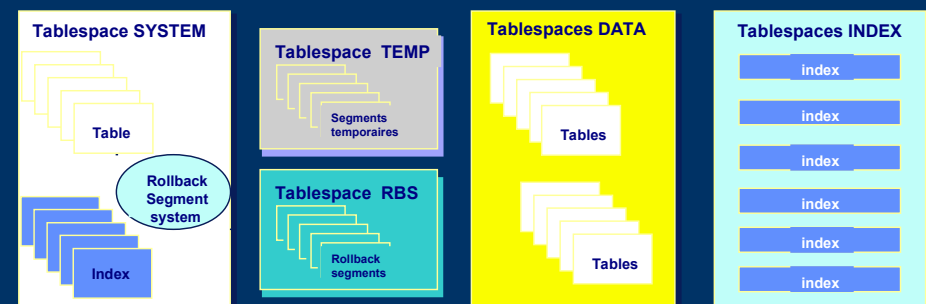 Tablespace SYSTEM
Table
Rollback
Segment
system
Index
Tablespace TEMP
Segments
temporaires
Tablespace RBS
Rollback
segments
Tablespaces DATA
Tables
Tables
Tablespaces INDEX
index
index
index
index
index
index